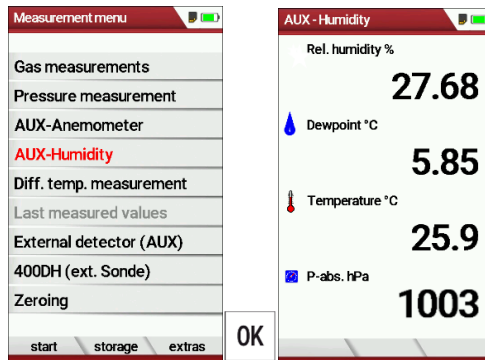 Measurement menu
Gas measurements
Pressure measurement
AUX-Anemometer
AUX-Humidity
Diff. temp. measurement
Last measured values
External detector (AUX)
400DH (ext. Sonde)
Zeroing
start storage extras
OK
AUX - Humidity
Rel. humidity %
27.68
Dewpoint °C
5.85
Temperature °C
25.9
P-abs. hPa
1003